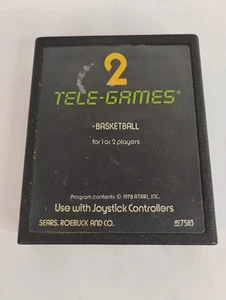 2
TELE-GAMES®
•BASKETBALL
for 1 or 2 players
Program contents © 1978 ATARI, INC.
Use with Joystick Controllers
SEARS, ROEBUCK AND CO.